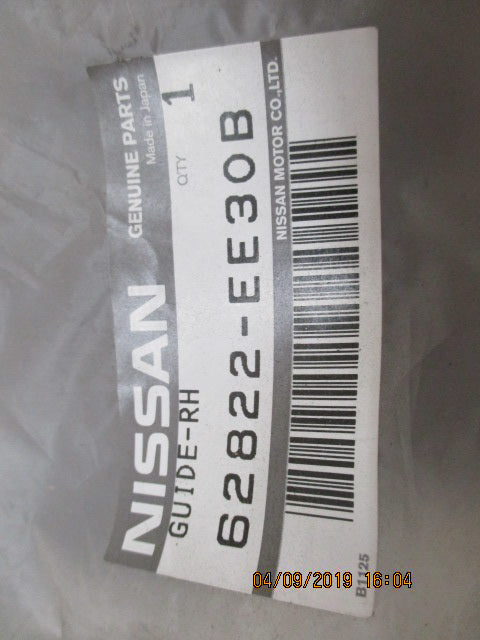 NISSAN GENUINE PARTS
Made in Japan
GUIDE-RH QTY 1
62822-EE30B
NISSAN MOTOR CO.,LTD.
B1125
04/09/2019 16:04